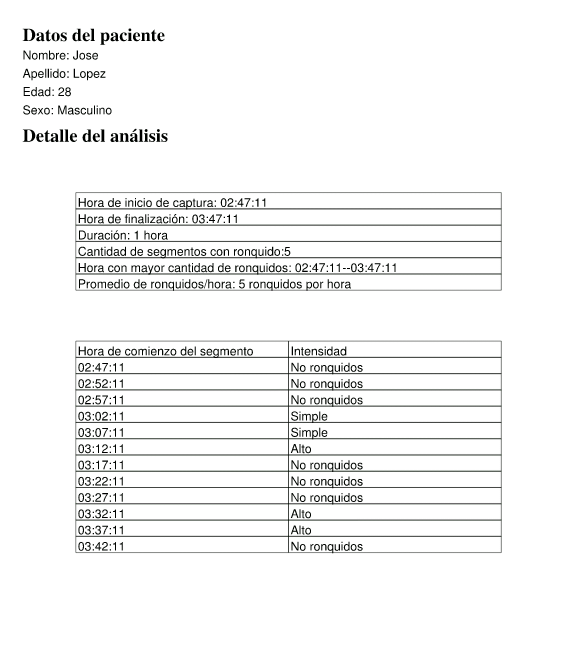 Datos del paciente
Nombre: Jose
Apellido: Lopez
Edad: 28
Sexo: Masculino
Detalle del análisis
Hora de inicio de captura: 02:47:11
Hora de finalización: 03:47:11
Duración: 1 hora
Cantidad de segmentos con ronquido:5
Hora con mayor cantidad de ronquidos: 02:47:11--03:47:11
Promedio de ronquidos/hora: 5 ronquidos por hora
Hora de comienzo del segmento Intensidad
02:47:11 No ronquidos
02:52:11 No ronquidos
02:57:11 No ronquidos
03:02:11 Simple
03:07:11 Simple
03:12:11 Alto
03:17:11 No ronquidos
03:22:11 No ronquidos
03:27:11 No ronquidos
03:32:11 Alto
03:37:11 Alto
03:42:11 No ronquidos